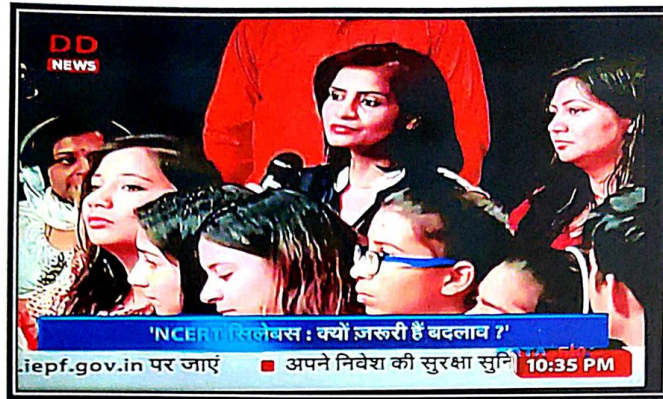 DD
NEWS
'NCERT सिलेबस : क्यों ज़रूरी हैं बदलाव ?'
.iepf.gov.in पर जाएं ■ अपने निवेश की सुरक्षा सुनि
10:35 PM